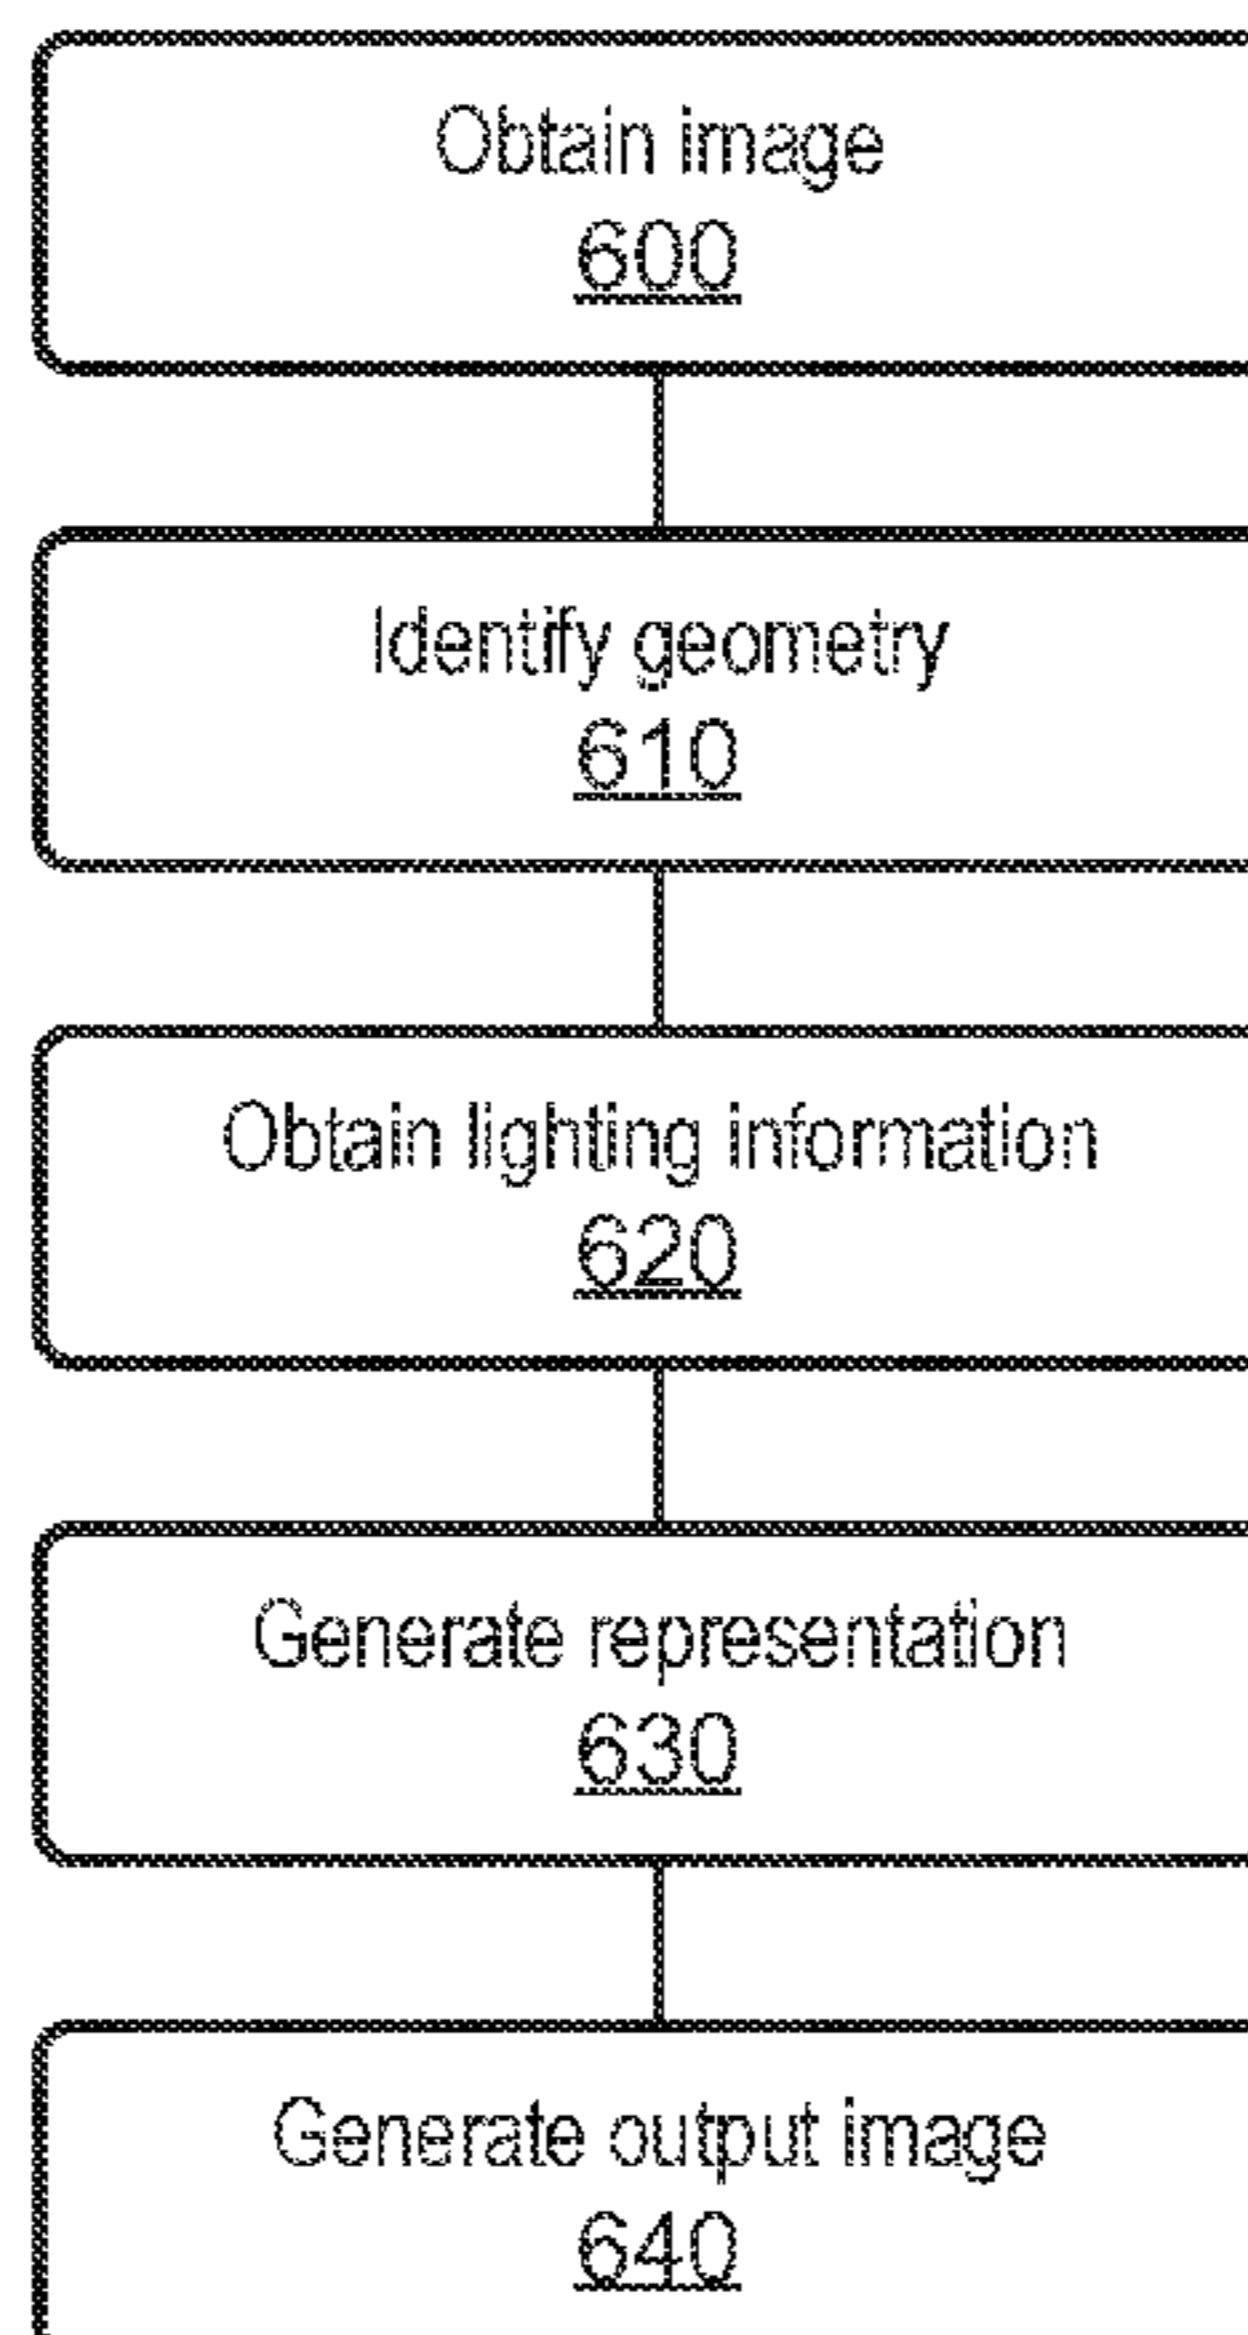 Obtain image
600
Identify geometry
610
Obtain lighting information
620
Generate representation
630
Generate output image
640